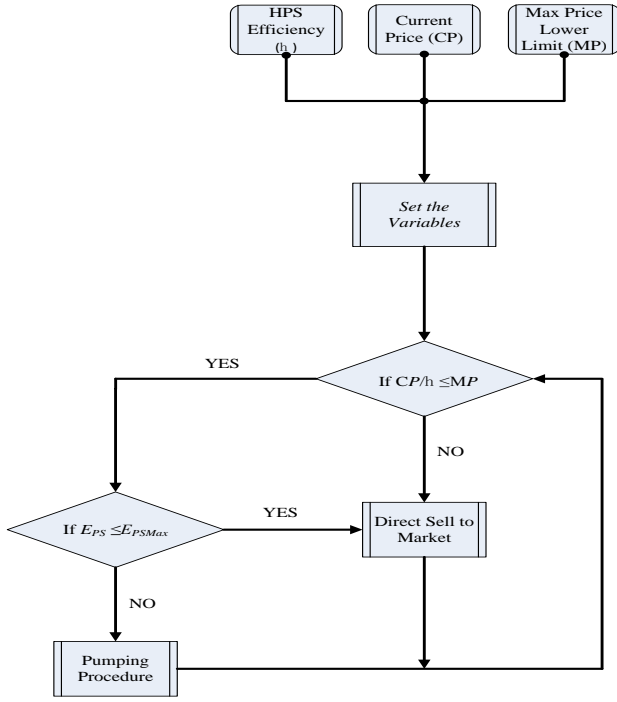 HPS
Efficiency
(h )
Current
Price (CP)
Max Price
Lower
Limit (MP)
Set the
Variables
YES
If CP/h ≤MP
NO
If EPS ≤EPSMax
YES
Direct Sell to
Market
NO
Pumping
Procedure